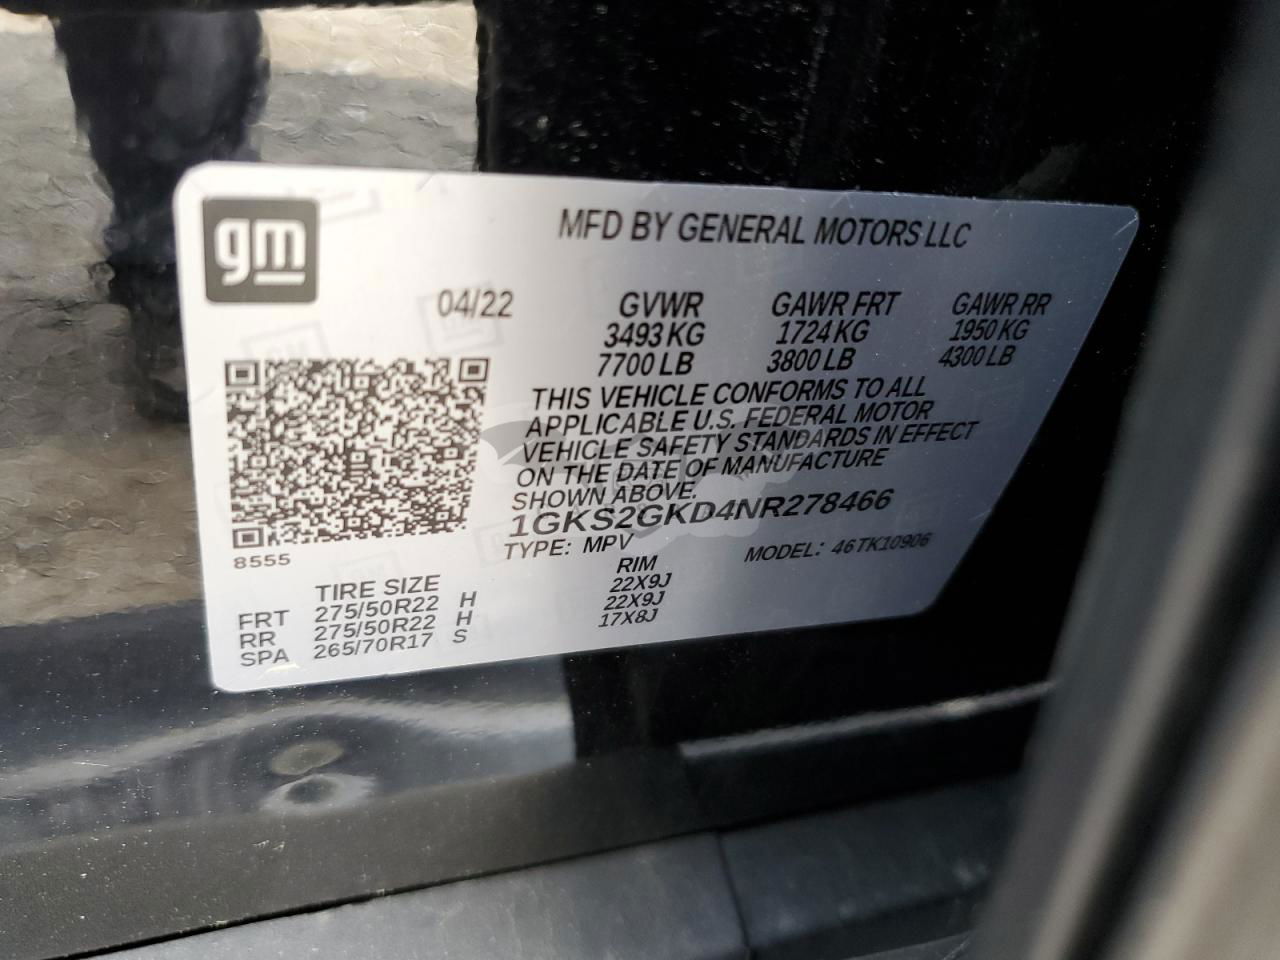 gm
MFD BY GENERAL MOTORS LLC
04/22 GVWR GAWR FRT GAWR RR
3493 KG 1724 KG 1950 KG
7700 LB 3800 LB 4300 LB
THIS VEHICLE CONFORMS TO ALL
APPLICABLE U.S. FEDERAL MOTOR
VEHICLE SAFETY STANDARDS IN EFFECT
ON THE DATE OF MANUFACTURE
SHOWN ABOVE.
1GKS2GKD4NR278466
8555 TYPE: MPV MODEL: 46TK10906
TIRE SIZE RIM
FRT 275/50R22 H 22X9J
RR 275/50R22 H 22X9J
SPA 265/70R17 S 17X8J